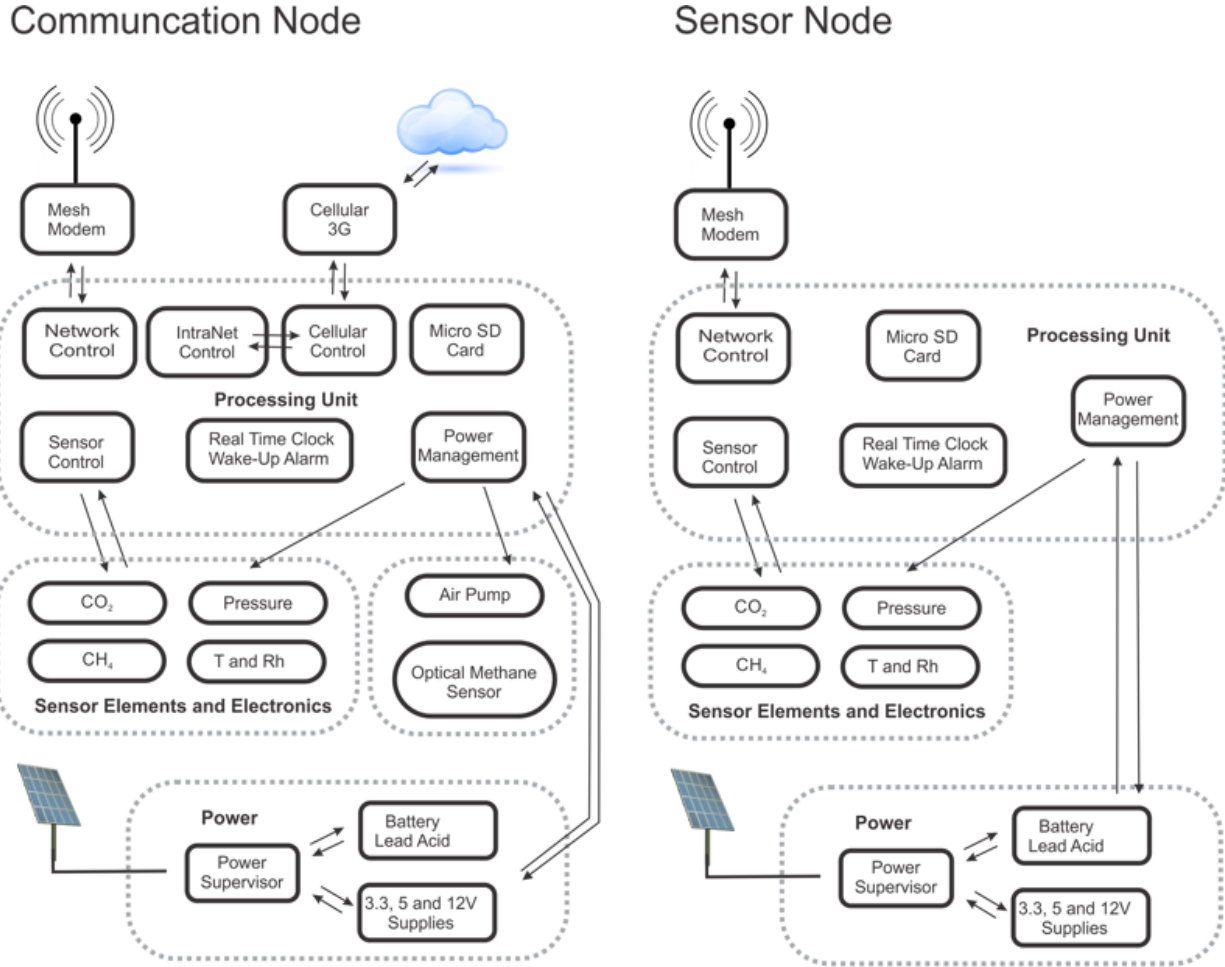 Communcation Node
Mesh
Modem
Cellular
3G
Network
Control
IntraNet
Control
Cellular
Control
Micro SD
Card
Processing Unit
Sensor
Control
Real Time Clock
Wake-Up Alarm
Power
Management
CO₂
Pressure
CH₄
T and Rh
Sensor Elements and Electronics
Air Pump
Optical Methane
Sensor
Power
Power
Supervisor
Battery
Lead Acid
3.3, 5 and 12V
Supplies
Sensor Node
Mesh
Modem
Network
Control
Micro SD
Card
Processing Unit
Power
Management
Sensor
Control
Real Time Clock
Wake-Up Alarm
CO₂
Pressure
CH₄
T and Rh
Sensor Elements and Electronics
Power
Power
Supervisor
Battery
Lead Acid
3.3, 5 and 12V
Supplies